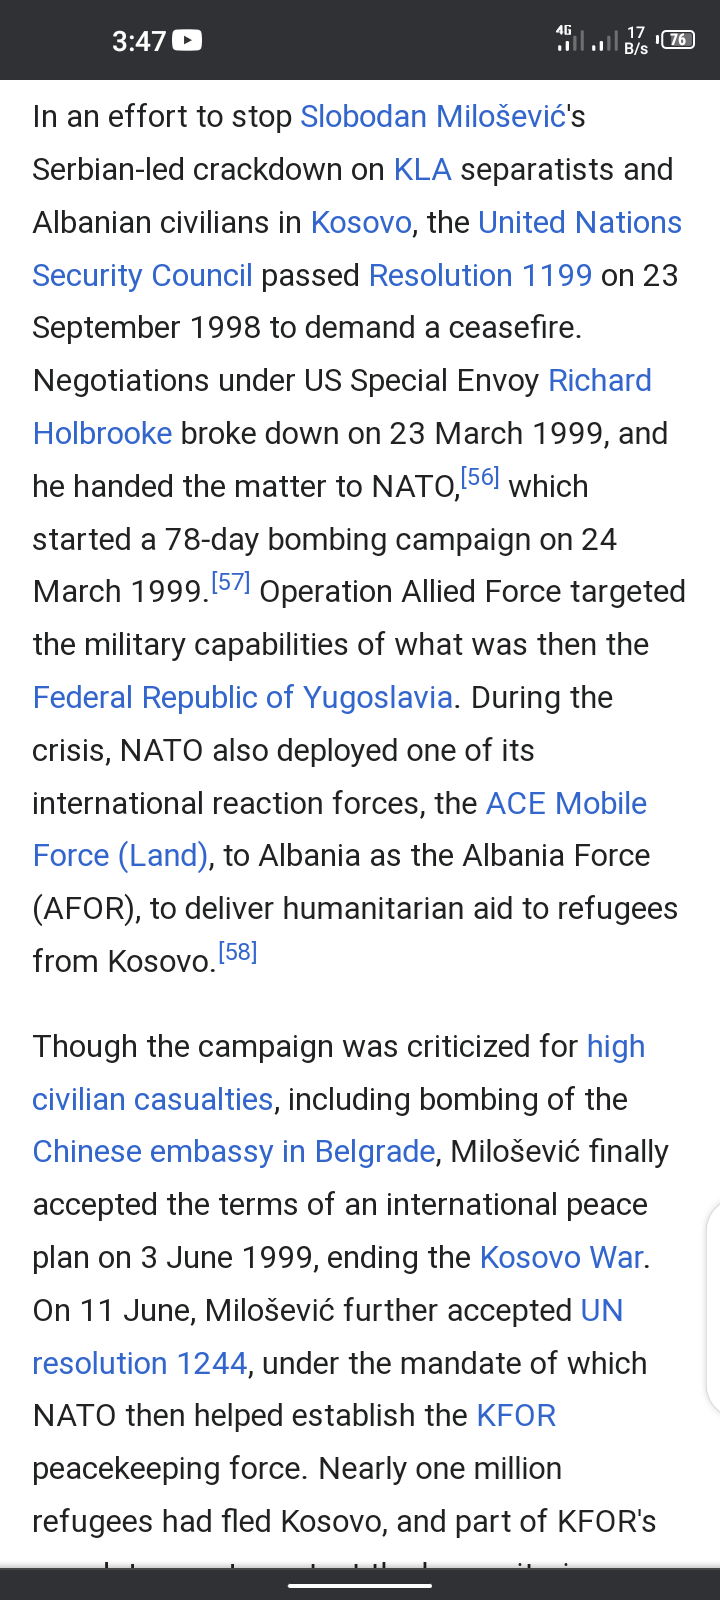 3:47
4G
17
B/s
76
In an effort to stop Slobodan Milošević's
Serbian-led crackdown on KLA separatists and
Albanian civilians in Kosovo, the United Nations
Security Council passed Resolution 1199 on 23
September 1998 to demand a ceasefire.
Negotiations under US Special Envoy Richard
Holbrooke broke down on 23 March 1999, and
he handed the matter to NATO,[56] which
started a 78-day bombing campaign on 24
March 1999.[57] Operation Allied Force targeted
the military capabilities of what was then the
Federal Republic of Yugoslavia. During the
crisis, NATO also deployed one of its
international reaction forces, the ACE Mobile
Force (Land), to Albania as the Albania Force
(AFOR), to deliver humanitarian aid to refugees
from Kosovo.[58]
Though the campaign was criticized for high
civilian casualties, including bombing of the
Chinese embassy in Belgrade, Milošević finally
accepted the terms of an international peace
plan on 3 June 1999, ending the Kosovo War.
On 11 June, Milošević further accepted UN
resolution 1244, under the mandate of which
NATO then helped establish the KFOR
peacekeeping force. Nearly one million
refugees had fled Kosovo, and part of KFOR's